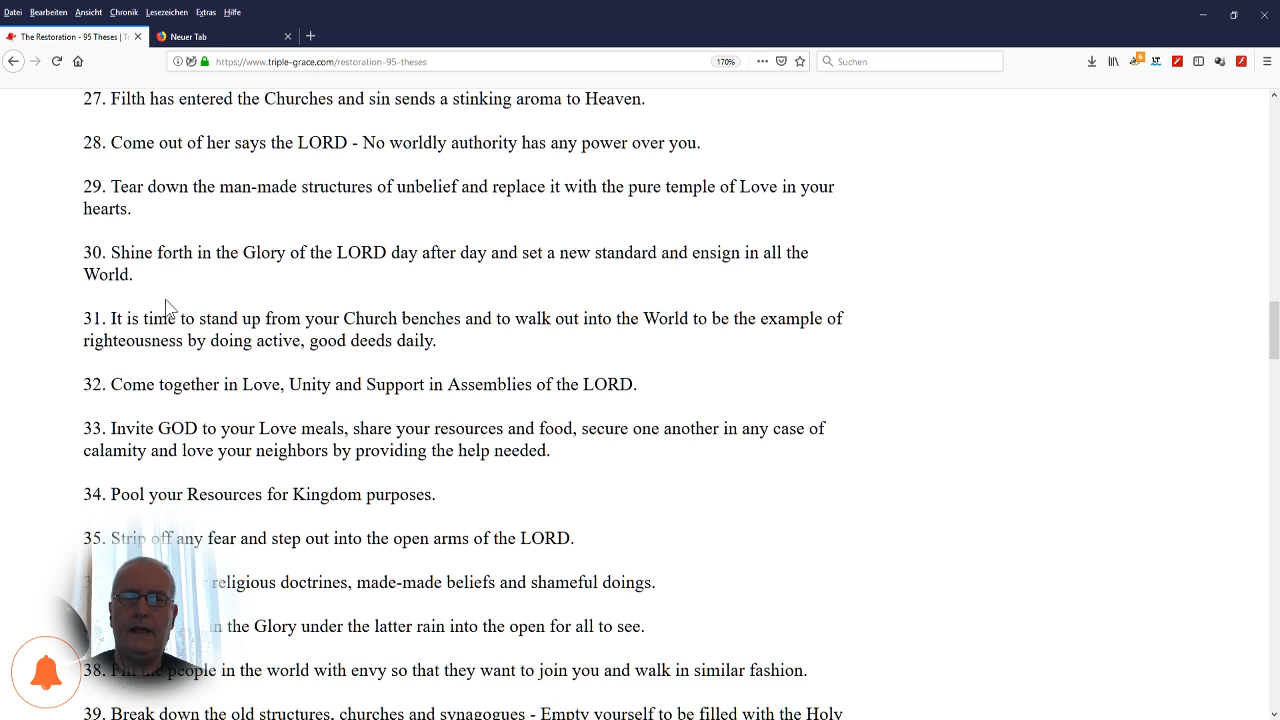 Datei Bearbeiten Ansicht Chronik Lesezeichen Extras Hilfe
The Restoration - 95 Theses | Neuer Tab
https://www.triple-grace.com/restoration-95-theses 170% Suchen
27. Filth has entered the Churches and sin sends a stinking aroma to Heaven.
28. Come out of her says the LORD - No worldly authority has any power over you.
29. Tear down the man-made structures of unbelief and replace it with the pure temple of Love in your
hearts.
30. Shine forth in the Glory of the LORD day after day and set a new standard and ensign in all the
World.
31. It is time to stand up from your Church benches and to walk out into the World to be the example of
righteousness by doing active, good deeds daily.
32. Come together in Love, Unity and Support in Assemblies of the LORD.
33. Invite GOD to your Love meals, share your resources and food, secure one another in any case of
calamity and love your neighbors by providing the help needed.
34. Pool your Resources for Kingdom purposes.
35. Strip off any fear and step out into the open arms of the LORD.
religious doctrines, made-made beliefs and shameful doings.
in the Glory under the latter rain into the open for all to see.
38. Fill the people in the world with envy so that they want to join you and walk in similar fashion.
39. Break down the old structures, churches and synagogues - Empty yourself to be filled with the Holy